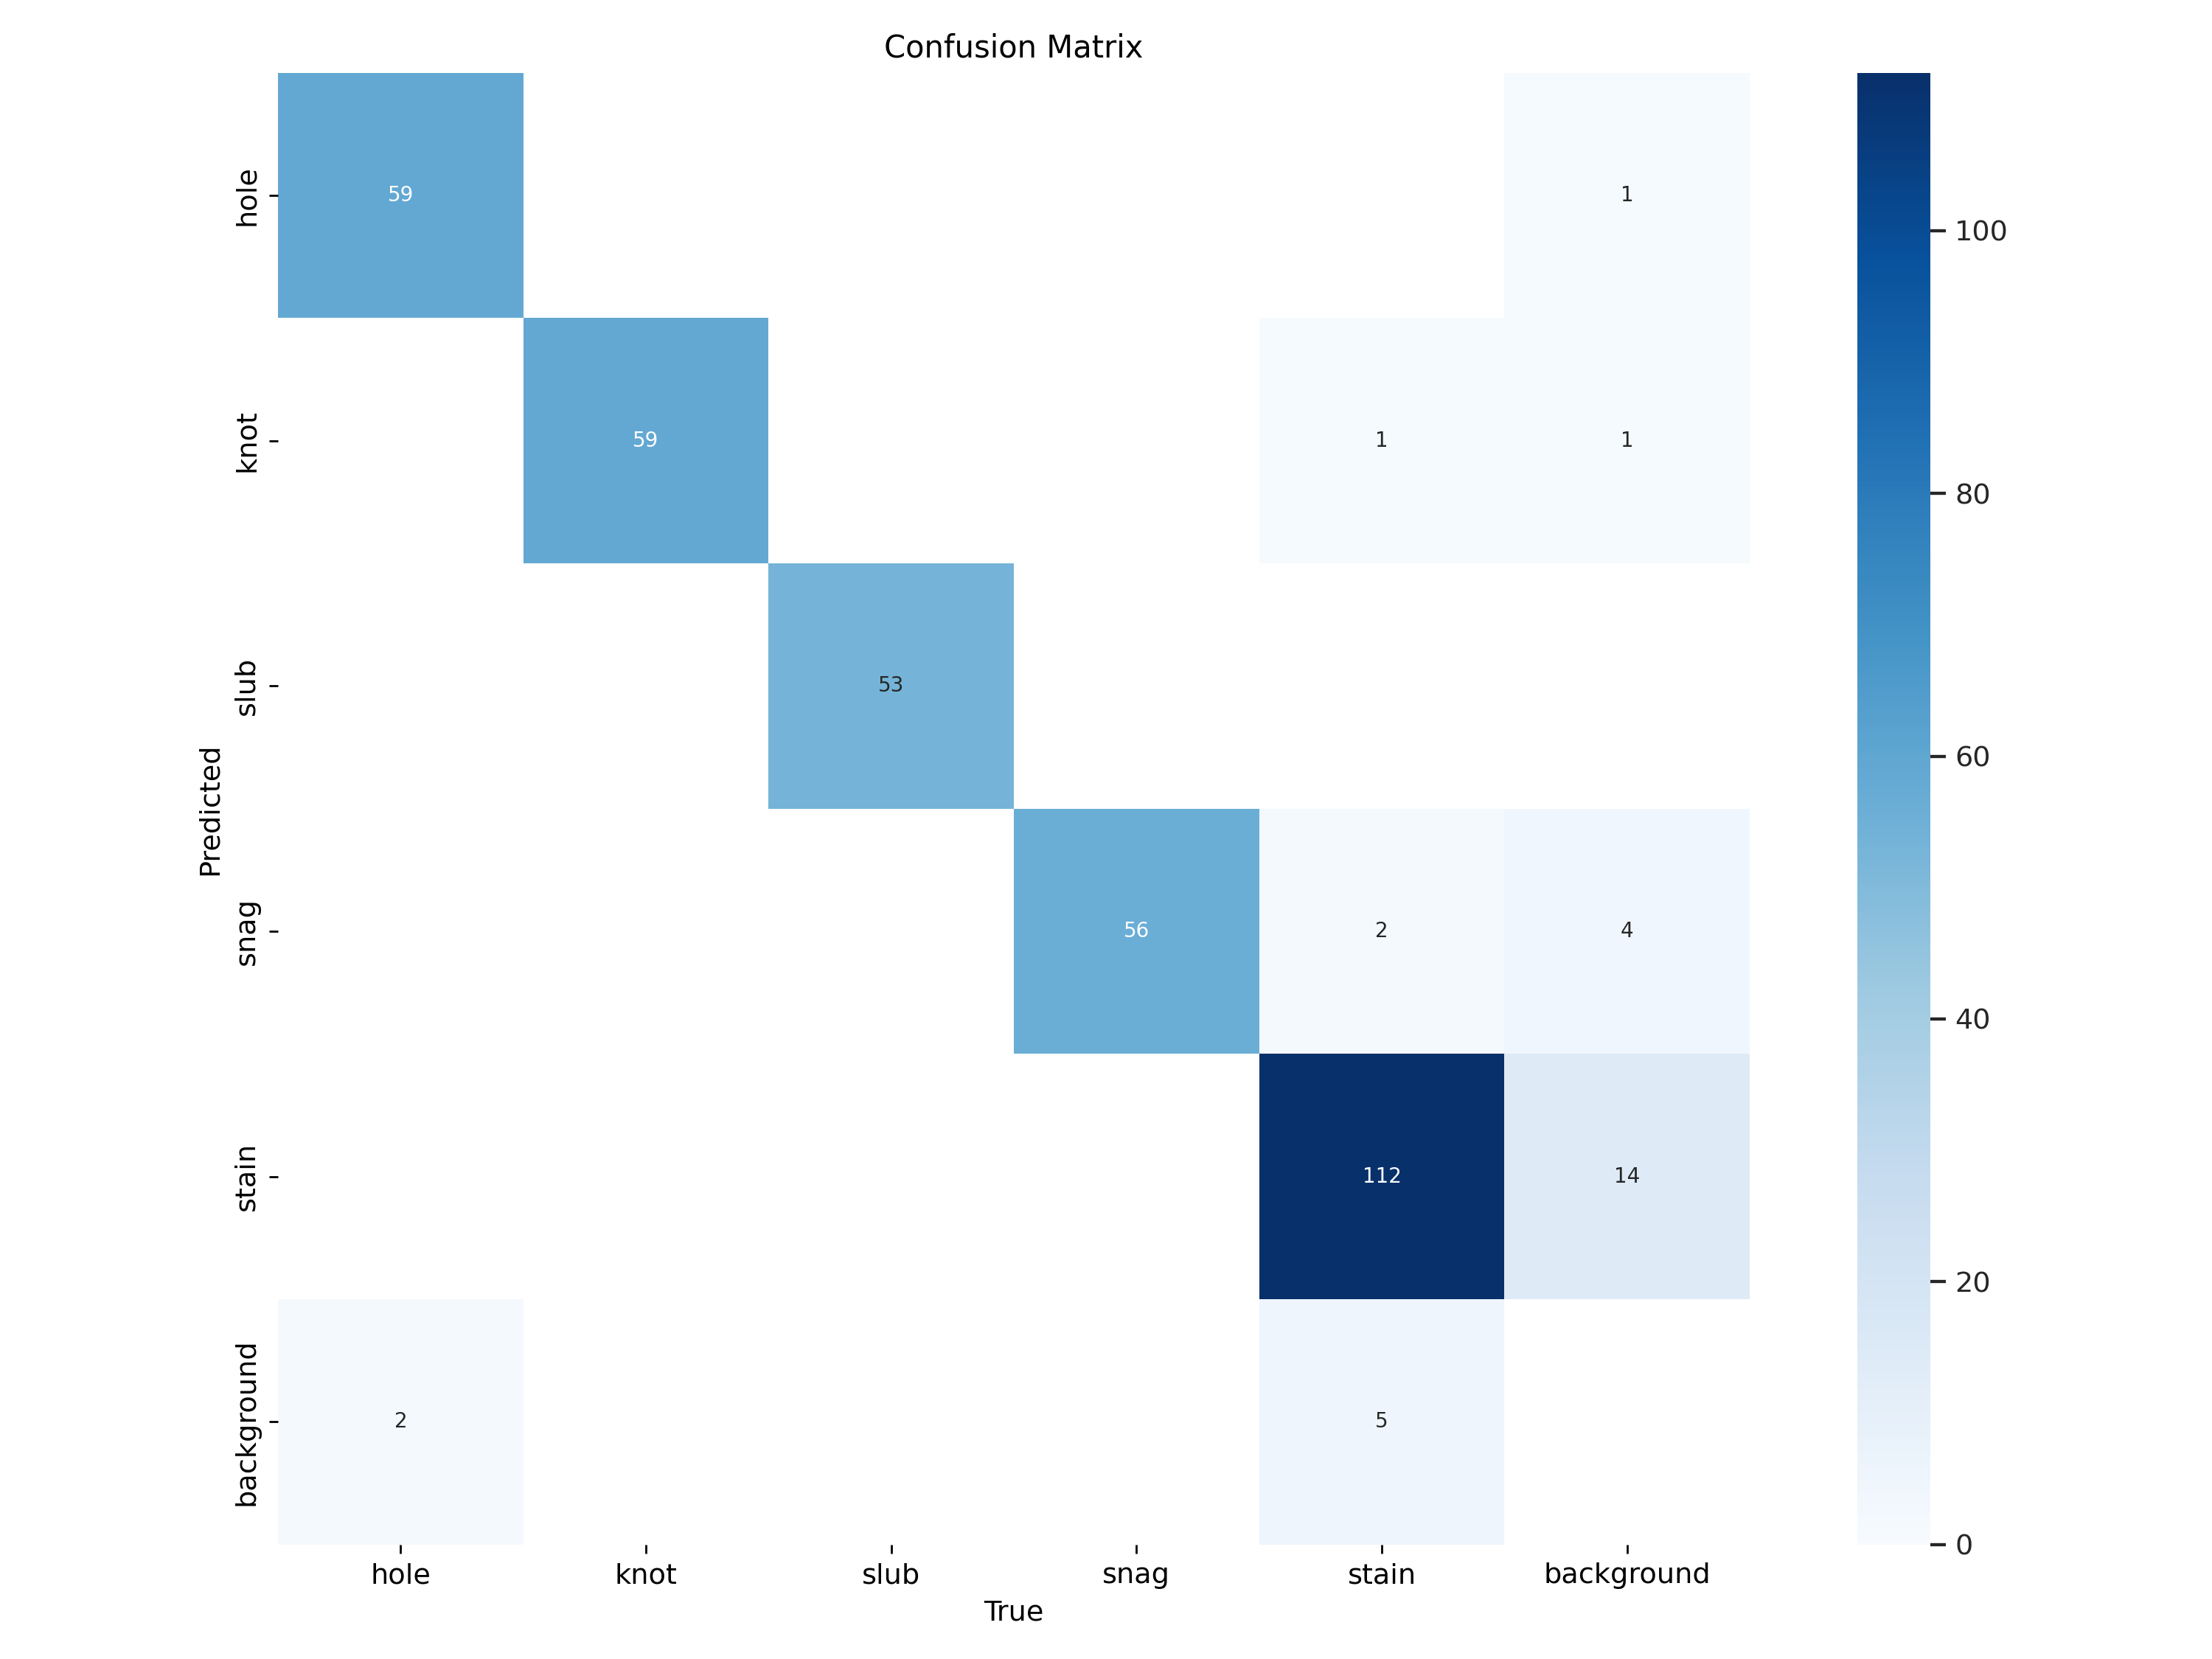 Confusion Matrix
hole
59
1
knot
59
1
1
slub
53
snag
56
2
4
stain
112
14
background
2
5
hole knot slub snag stain background
True
Predicted
100
80
60
40
20
0